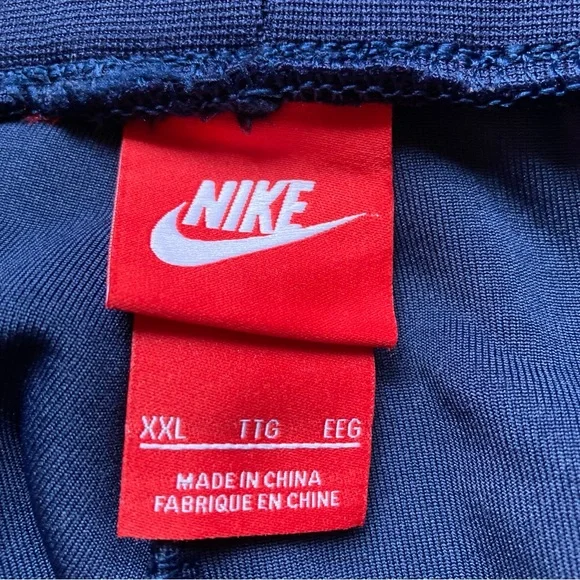 NIKE
XXL TTG EEG
MADE IN CHINA
FABRIQUE EN CHINE